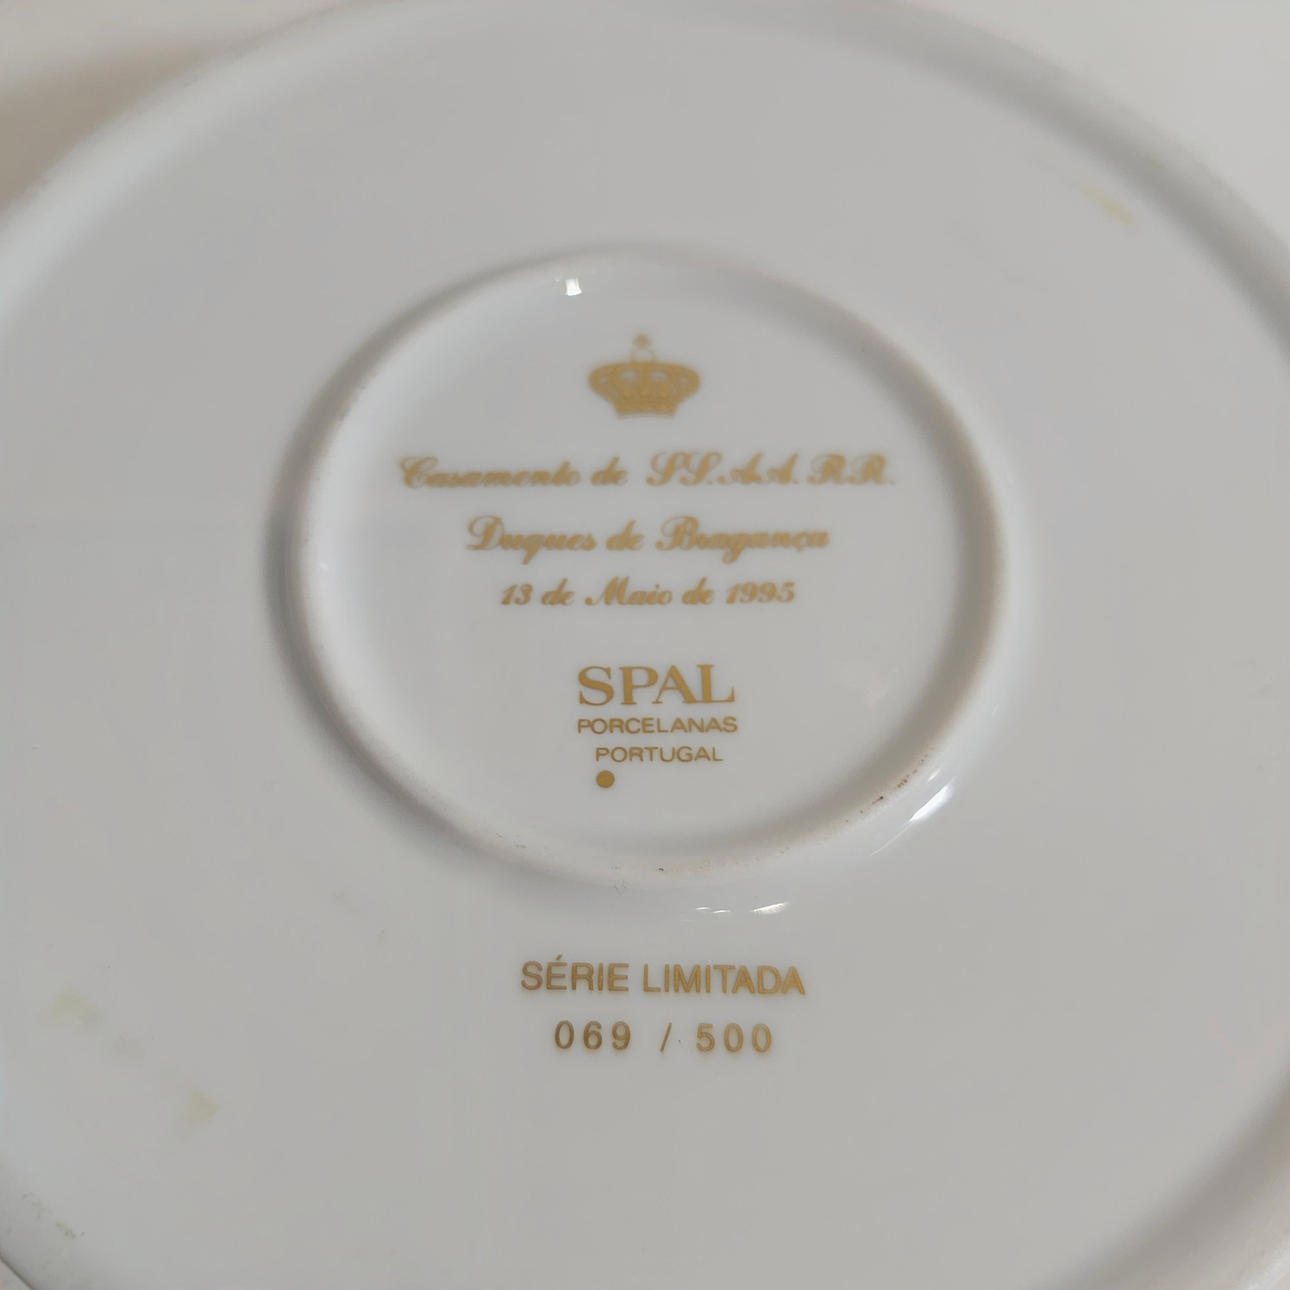 Casamento de SS.AA.RR.
Duques de Bragança
13 de Maio de 1995
SPAL
PORCELANAS
PORTUGAL
SÉRIE LIMITADA
069 / 500